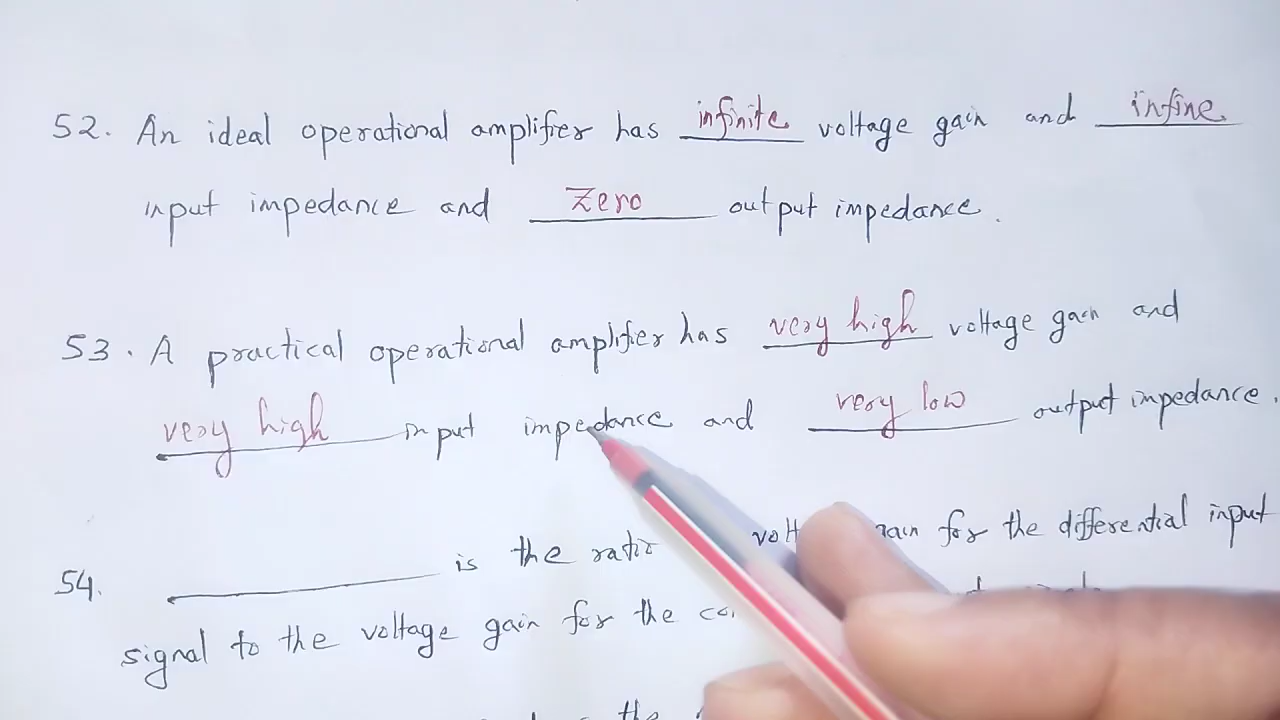 52. An ideal operational amplifier has infinite voltage gain and infine
input impedance and zero output impedance.
53. A practical operational amplifier has very high voltage gain and
very high input impedance and very low output impedance.
54. is the ratio gain for the differential input
signal to the voltage gain for the
the